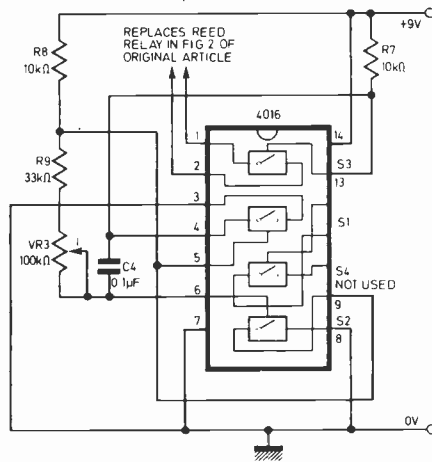 +9V
R8
10kΩ
REPLACES REED
RELAY IN FIG 2 OF
ORIGINAL ARTICLE
R7
10kΩ
4016
1
14
2
S3
13
R9
33kΩ
3
4
S1
VR3
100kΩ
C4
0.1µF
5
S4
NOT USED
6
9
7
S2
8
0V